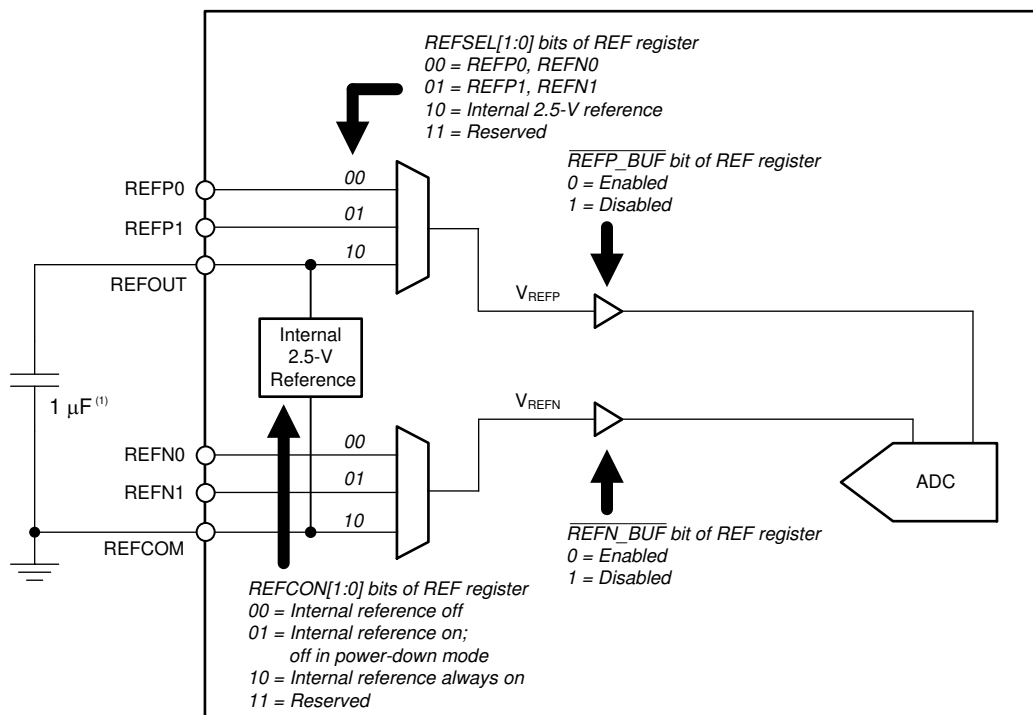 REFSEL[1:0] bits of REF register
00 = REFP0, REFN0
01 = REFP1, REFN1
10 = Internal 2.5-V reference
11 = Reserved
REFP_BUF bit of REF register
0 = Enabled
1 = Disabled
REFP0
00
REFP1
01
REFOUT
10
VREFP
Internal
2.5-V
Reference
1 μF(1)
VREFN
REFN0
00
REFN1
01
REFCOM
10
ADC
REFN_BUF bit of REF register
0 = Enabled
1 = Disabled
REFCON[1:0] bits of REF register
00 = Internal reference off
01 = Internal reference on;
off in power-down mode
10 = Internal reference always on
11 = Reserved